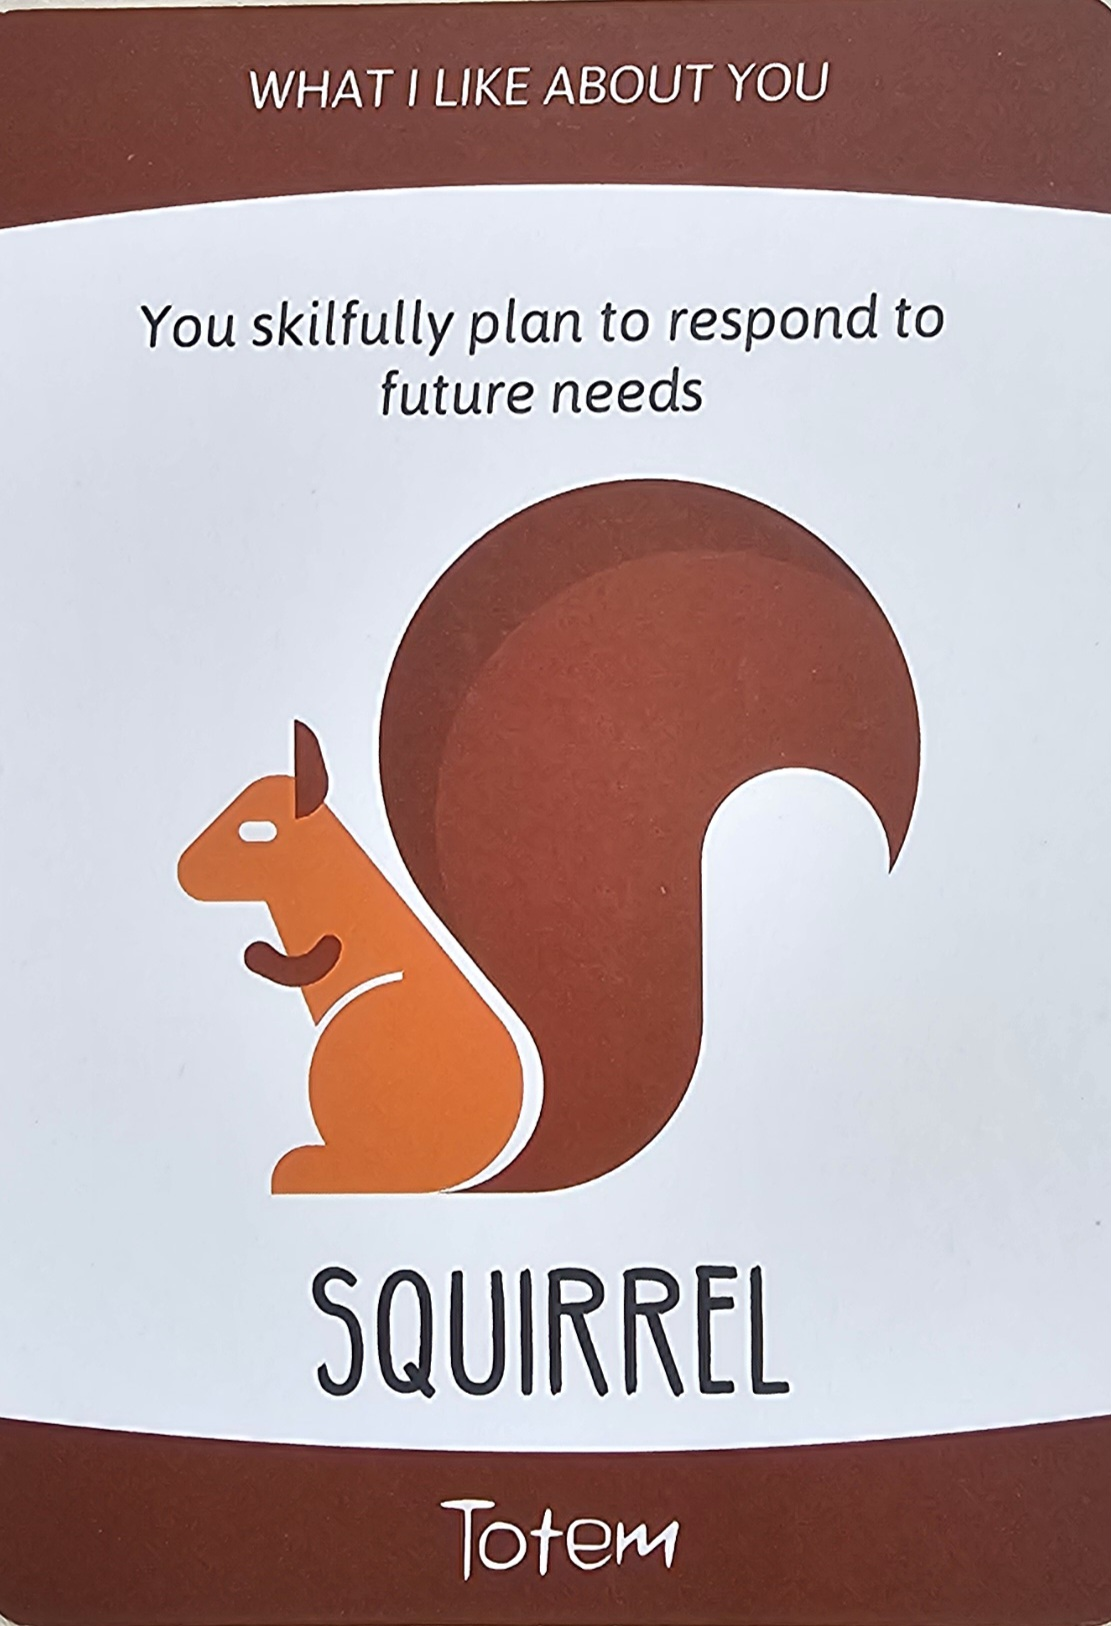 WHAT I LIKE ABOUT YOU
You skilfully plan to respond to
future needs
SQUIRREL
Totem